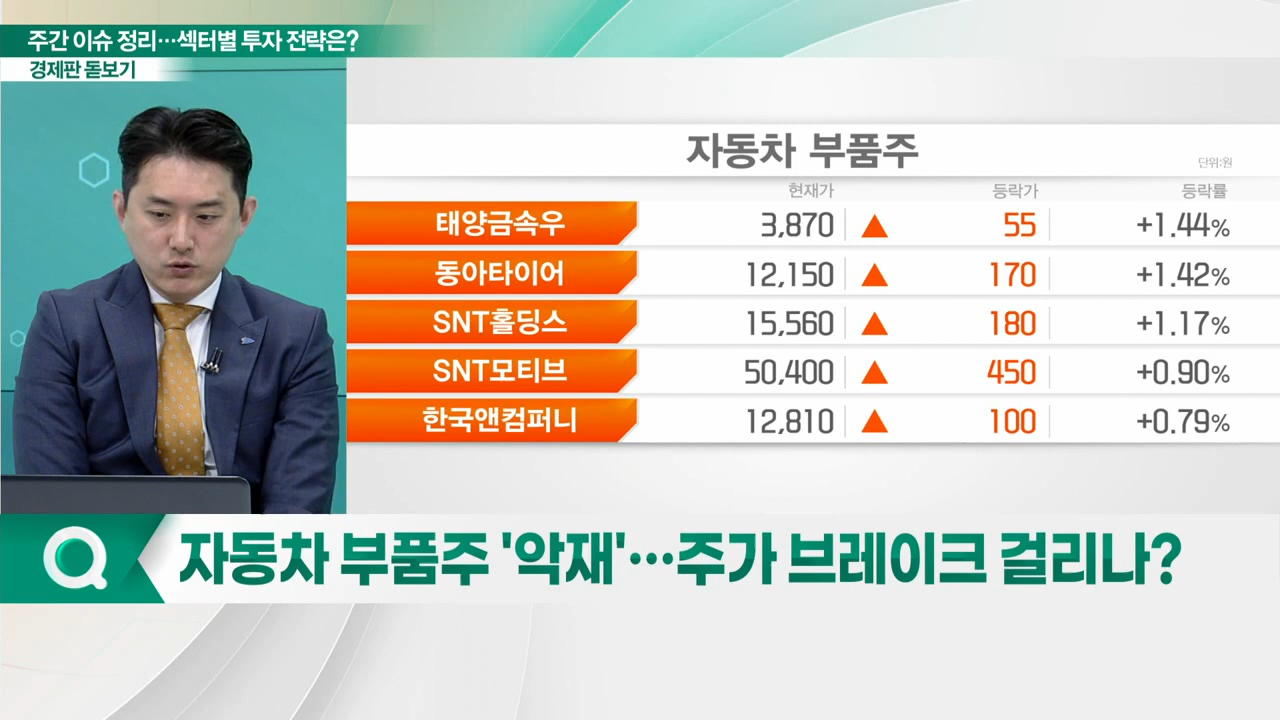 주간 이슈 정리…섹터별 투자 전략은?
경제판 돋보기
자동차 부품주
단위:원
현재가 등락가 등락률
태양금속우 3,870 ▲ 55 +1.44%
동아타이어 12,150 ▲ 170 +1.42%
SNT홀딩스 15,560 ▲ 180 +1.17%
SNT모티브 50,400 ▲ 450 +0.90%
한국앤컴퍼니 12,810 ▲ 100 +0.79%
자동차 부품주 '악재'…주가 브레이크 걸리나?